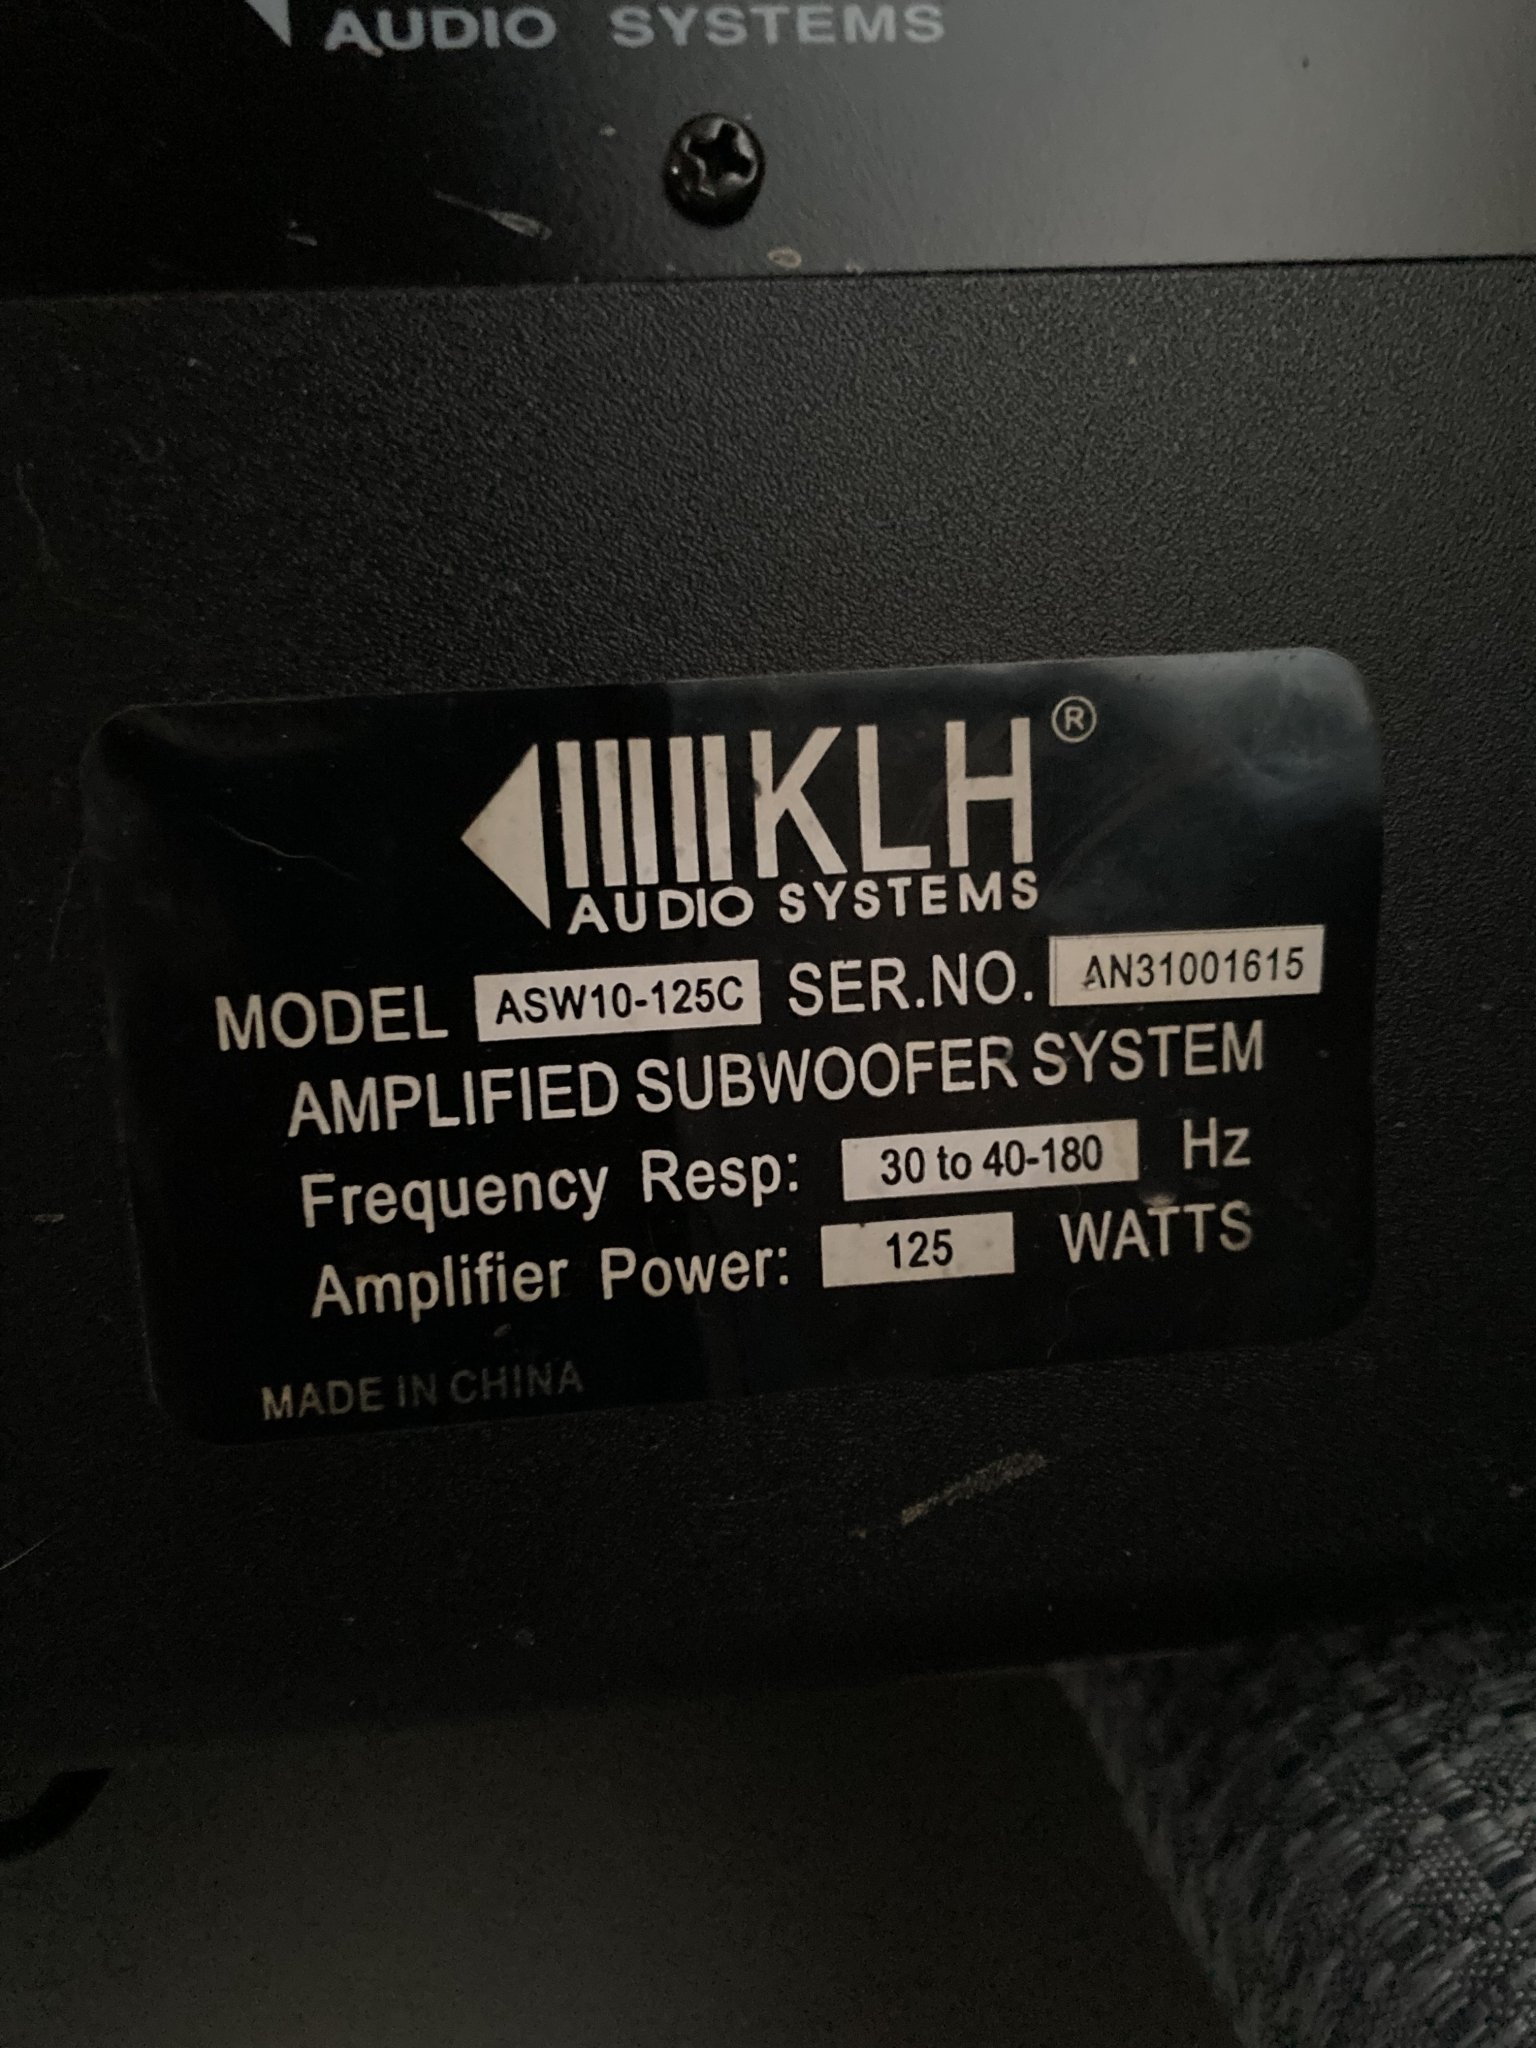 AUDIO SYSTEMS
KLH®
AUDIO SYSTEMS
MODEL ASW10-125C SER.NO. AN31001615
AMPLIFIED SUBWOOFER SYSTEM
Frequency Resp: 30 to 40-180 Hz
Amplifier Power: 125 WATTS
MADE IN CHINA